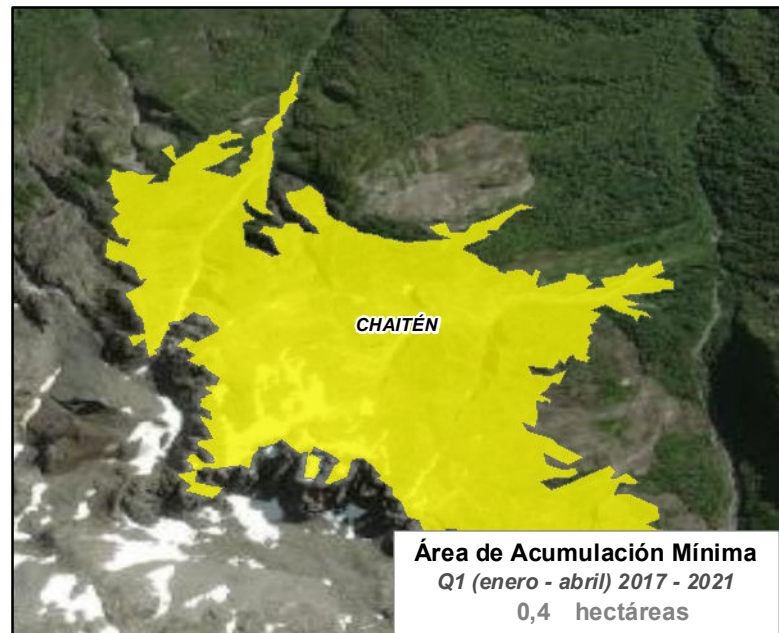 CHAITÉN
Área de Acumulación Mínima
Q1 (enero - abril) 2017 - 2021
0,4 hectáreas